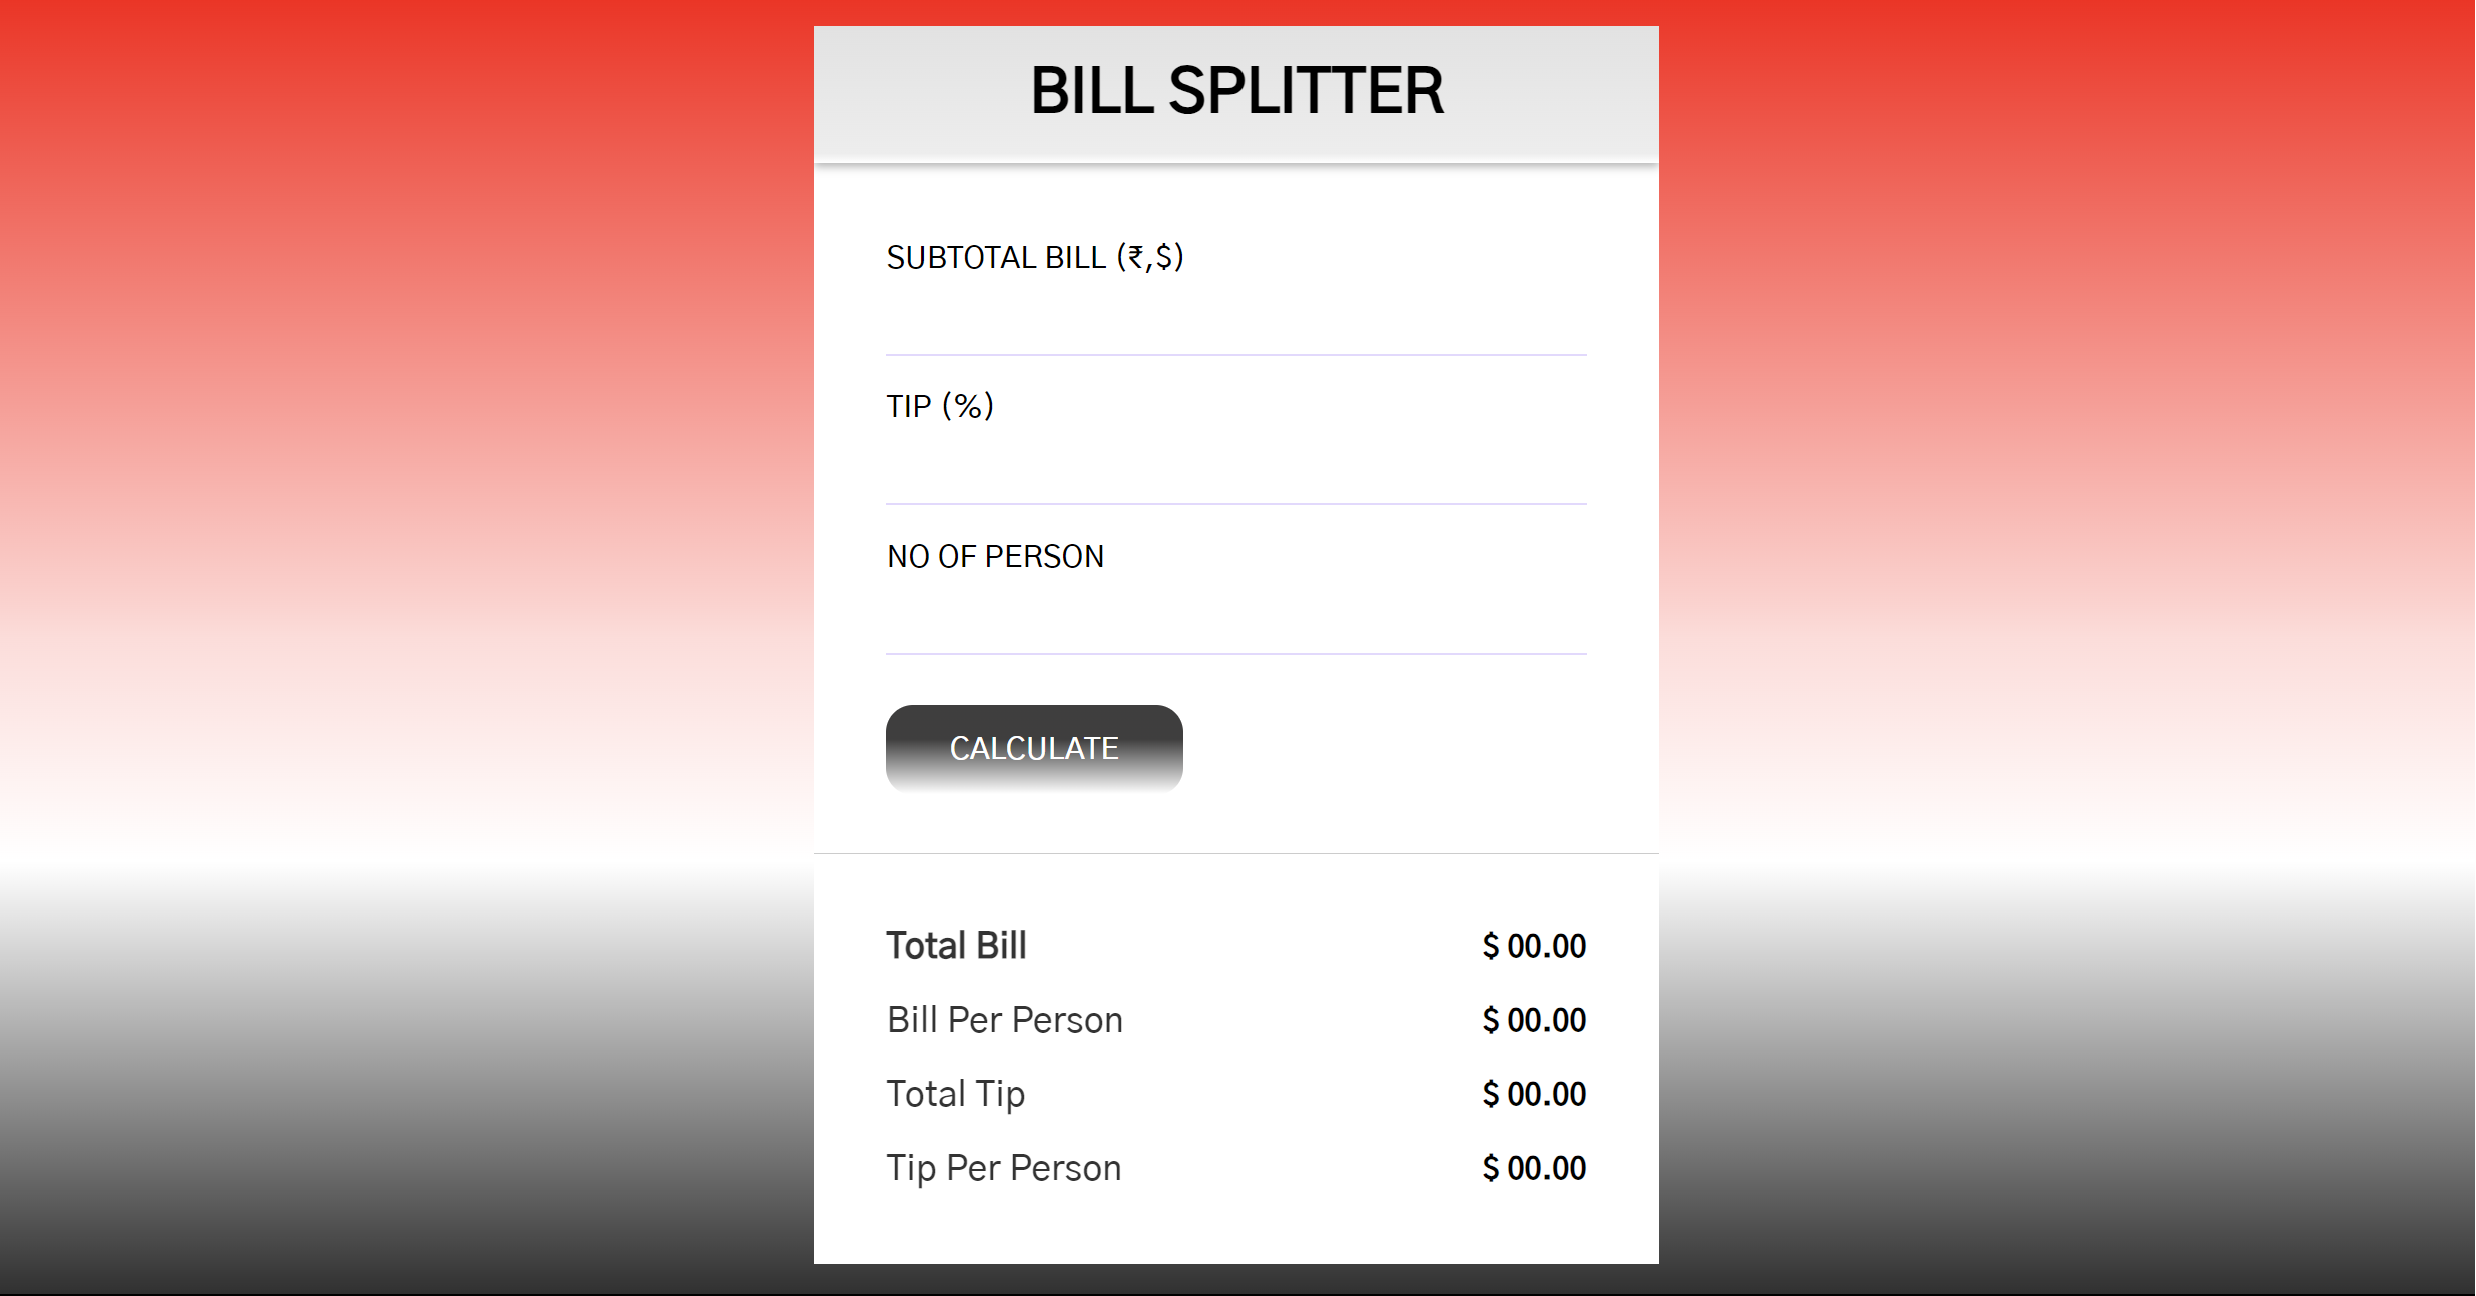 BILL SPLITTER
SUBTOTAL BILL (₹,$)
TIP (%)
NO OF PERSON
CALCULATE
Total Bill $ 00.00
Bill Per Person $ 00.00
Total Tip $ 00.00
Tip Per Person $ 00.00